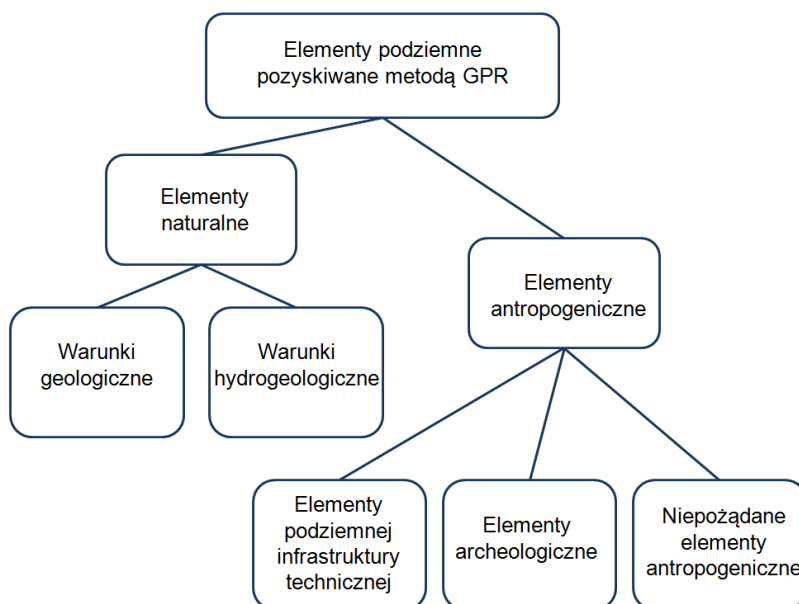 Elementy podziemne
pozyskiwane metodą GPR
Elementy
naturalne
Elementy
antropogeniczne
Warunki
geologiczne
Warunki
hydrogeologiczne
Elementy
podziemnej
infrastruktury
technicznej
Elementy
archeologiczne
Niepożądane
elementy
antropogeniczne